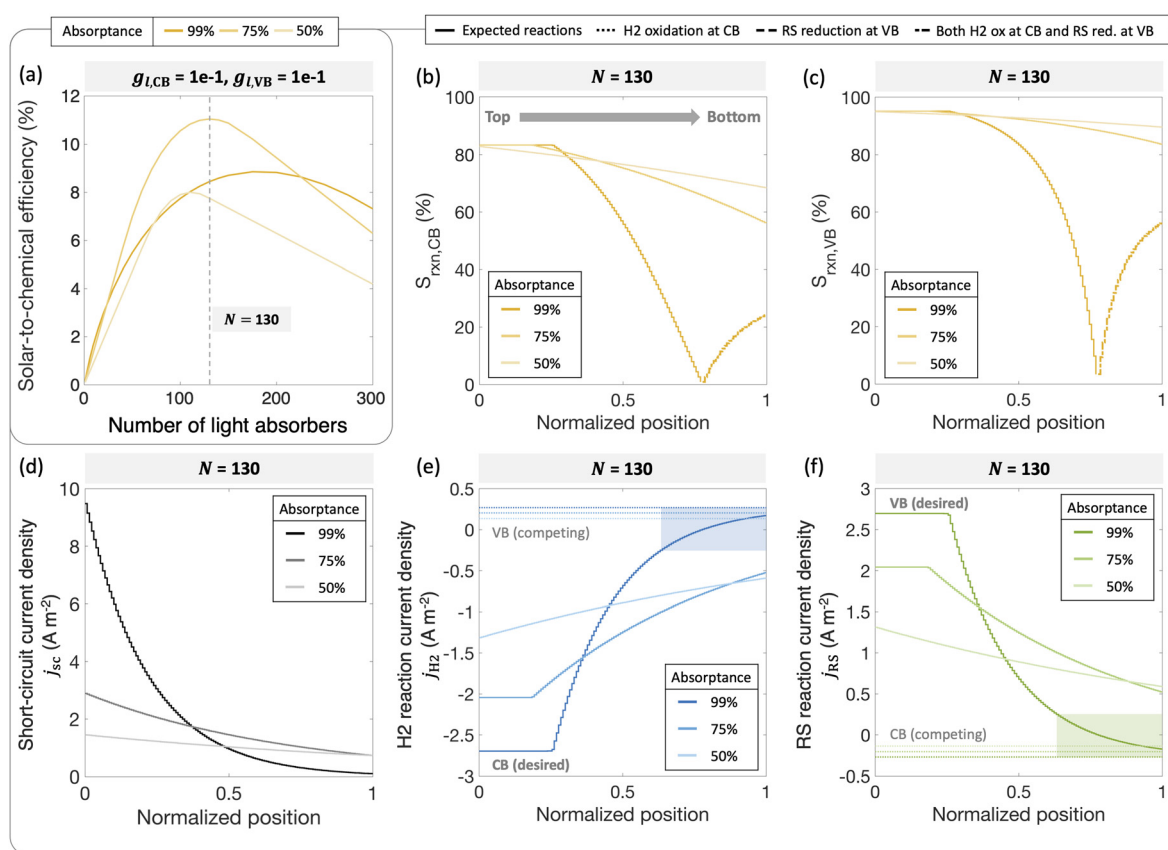 Absorptance 99% 75% 50%
Expected reactions H2 oxidation at CB RS reduction at VB Both H2 ox at CB and RS red. at VB
(a)
g_l,CB = 1e-1, g_l,VB = 1e-1
Solar-to-chemical efficiency (%)
12
10
8
6
4
2
0
N = 130
0 100 200 300
Number of light absorbers
(b)
N = 130
S_rxn,CB (%)
100
80
60
40
20
0
Top Bottom
Absorptance
99%
75%
50%
0 0.5 1
Normalized position
(c)
N = 130
S_rxn,VB (%)
100
80
60
40
20
0
Absorptance
99%
75%
50%
0 0.5 1
Normalized position
(d)
N = 130
Short-circuit current density
j_sc (A m-2)
10
8
6
4
2
0
Absorptance
99%
75%
50%
0 0.5 1
Normalized position
(e)
N = 130
H2 reaction current density
j_H2 (A m-2)
0.5
0
-0.5
-1
-1.5
-2
-2.5
-3
VB (competing)
Absorptance
99%
75%
50%
CB (desired)
0 0.5 1
Normalized position
(f)
N = 130
RS reaction current density
j_RS (A m-2)
3
2.5
2
1.5
1
0.5
0
-0.5
VB (desired)
Absorptance
99%
75%
50%
CB (competing)
0 0.5 1
Normalized position